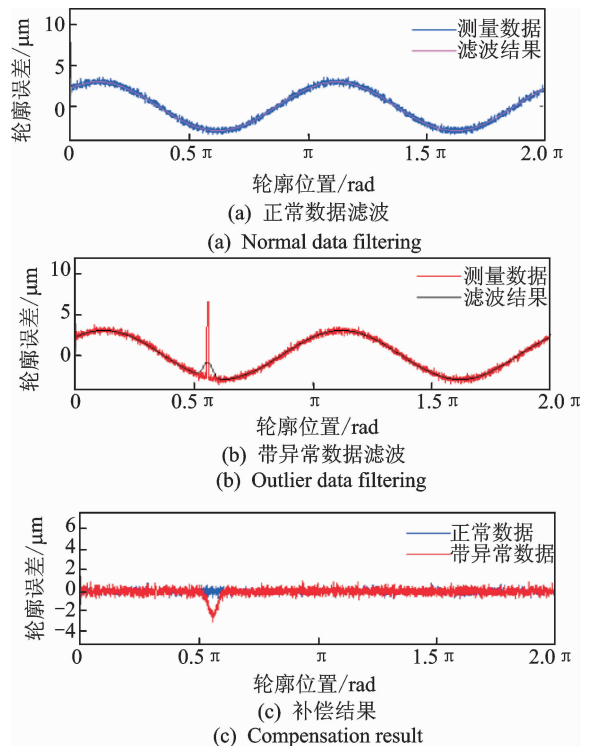 轮廓误差/μm
10
5
0
测量数据
滤波结果
0
0.5 π
π
1.5 π
2.0 π
轮廓位置/rad
(a) 正常数据滤波
(a) Normal data filtering
轮廓误差/μm
10
5
0
测量数据
滤波结果
0
0.5 π
π
1.5 π
2.0 π
轮廓位置/rad
(b) 带异常数据滤波
(b) Outlier data filtering
轮廓误差/μm
6
4
2
0
−2
−4
正常数据
带异常数据
0
0.5 π
π
1.5 π
2.0 π
轮廓位置/rad
(c) 补偿结果
(c) Compensation result